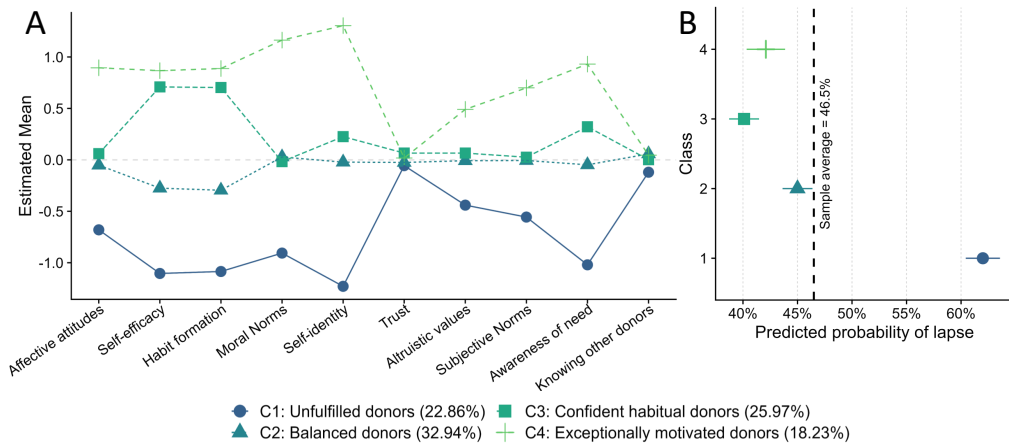 A
Estimated Mean
1.0
0.5
0.0
-0.5
-1.0
Affective attitudes
Self-efficacy
Habit formation
Moral Norms
Self-identity
Trust
Altruistic values
Subjective Norms
Awareness of need
Knowing other donors
B
Class
4
3
2
1
Sample average = 46.5%
40%
45%
50%
55%
60%
Predicted probability of lapse
C1: Unfulfilled donors (22.86%)
C3: Confident habitual donors (25.97%)
C2: Balanced donors (32.94%)
C4: Exceptionally motivated donors (18.23%)